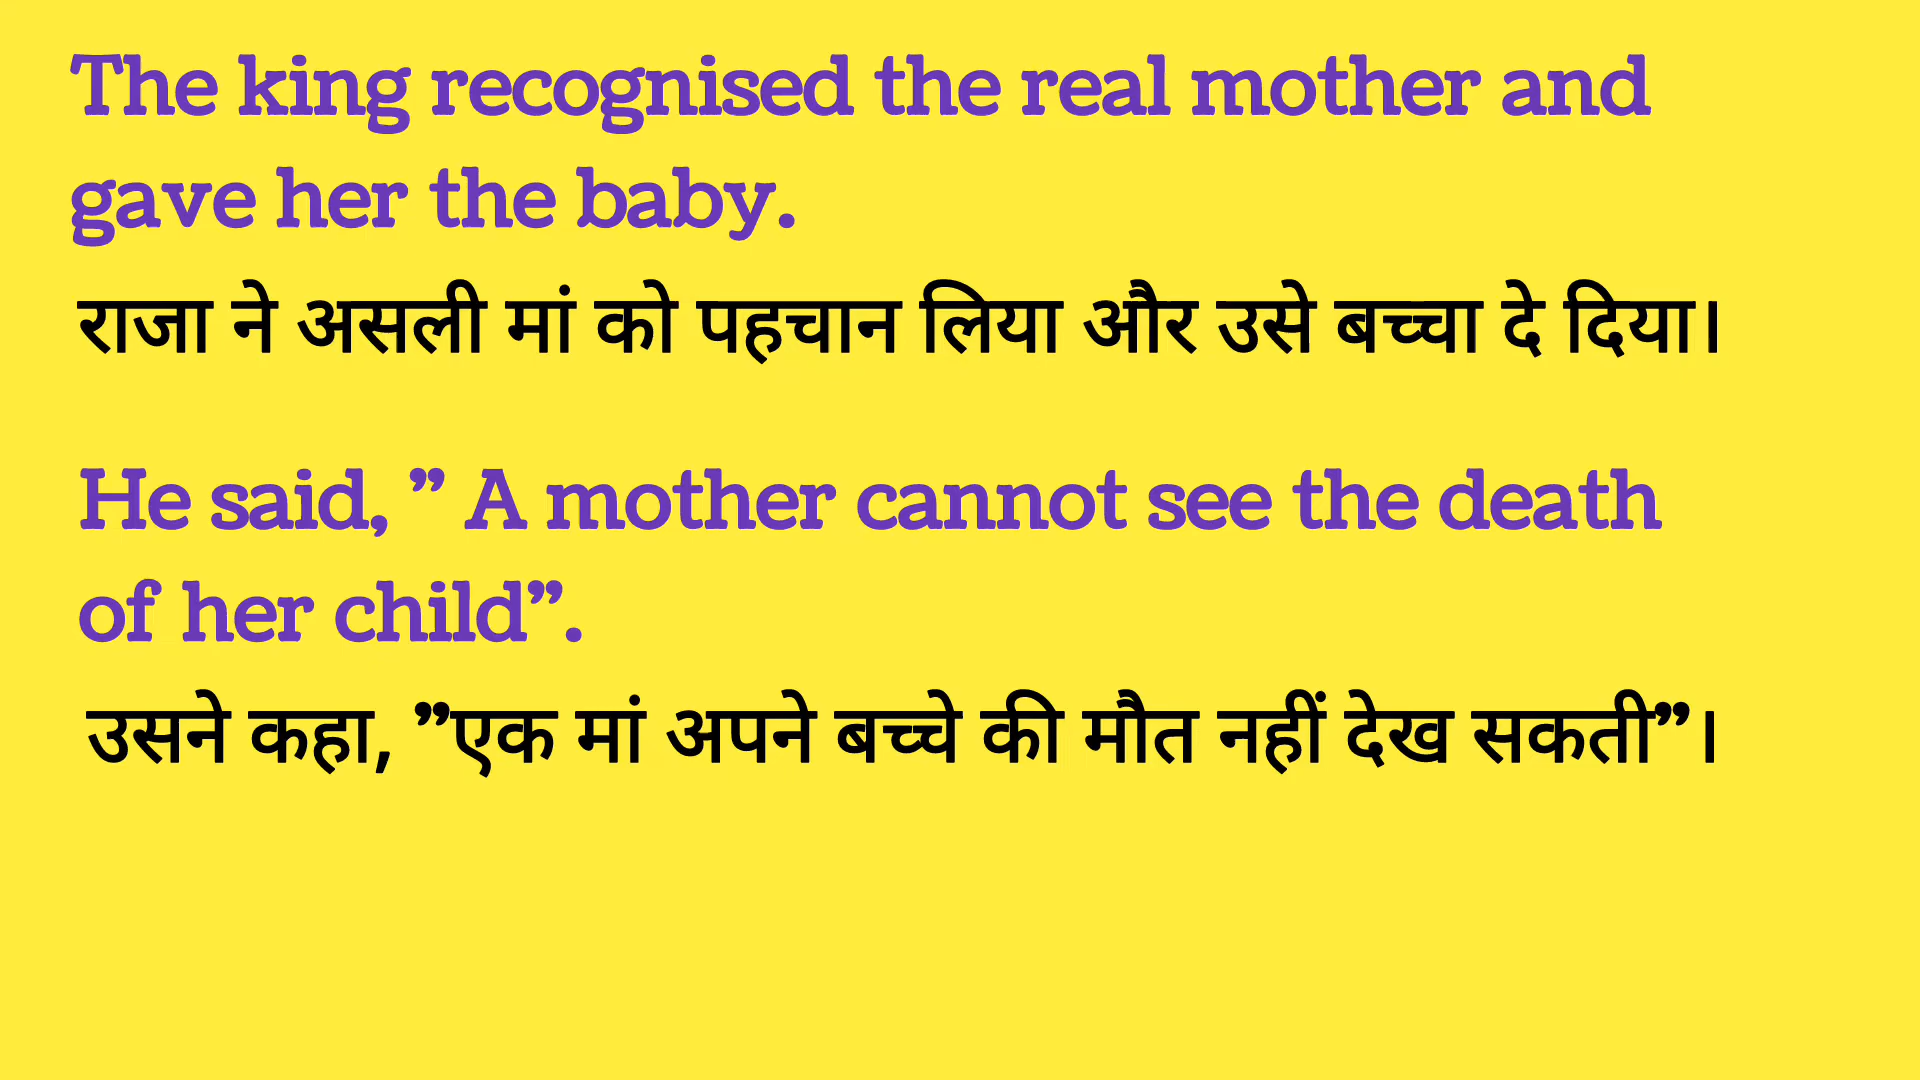 The king recognised the real mother and
gave her the baby.
राजा ने असली मां को पहचान लिया और उसे बच्चा दे दिया।
He said, ” A mother cannot see the death
of her child”.
उसने कहा, ”एक मां अपने बच्चे की मौत नहीं देख सकती”।